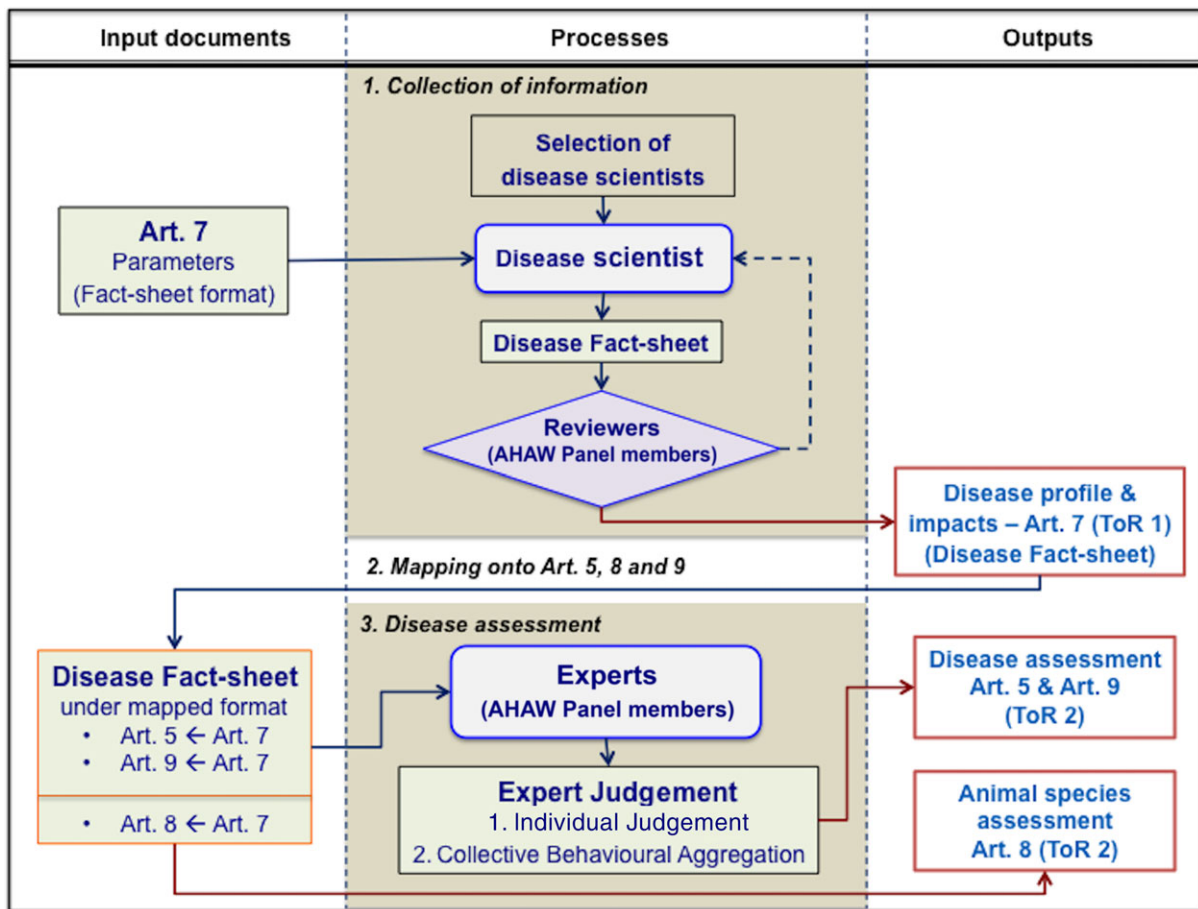 Input documents
Processes
Outputs
1. Collection of information
Selection of
disease scientists
Art. 7
Parameters
(Fact-sheet format)
Disease scientist
Disease Fact-sheet
Reviewers
(AHAW Panel members)
Disease profile &
impacts – Art. 7 (ToR 1)
(Disease Fact-sheet)
2. Mapping onto Art. 5, 8 and 9
3. Disease assessment
Disease Fact-sheet
under mapped format
• Art. 5 ← Art. 7
• Art. 9 ← Art. 7
• Art. 8 ← Art. 7
Experts
(AHAW Panel members)
Expert Judgement
1. Individual Judgement
2. Collective Behavioural Aggregation
Disease assessment
Art. 5 & Art. 9
(ToR 2)
Animal species
assessment
Art. 8 (ToR 2)